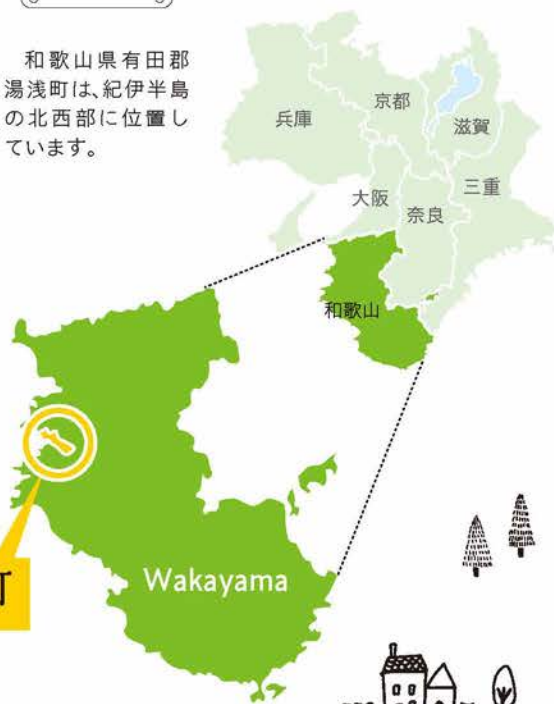 和歌山県有田郡
湯浅町は、紀伊半島
の北西部に位置し
ています。
兵庫
京都
滋賀
大阪
奈良
三重
和歌山
Wakayama
町